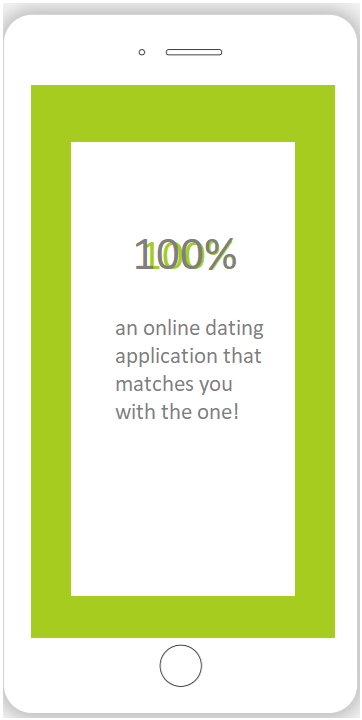 100%
an online dating
application that
matches you
with the one!